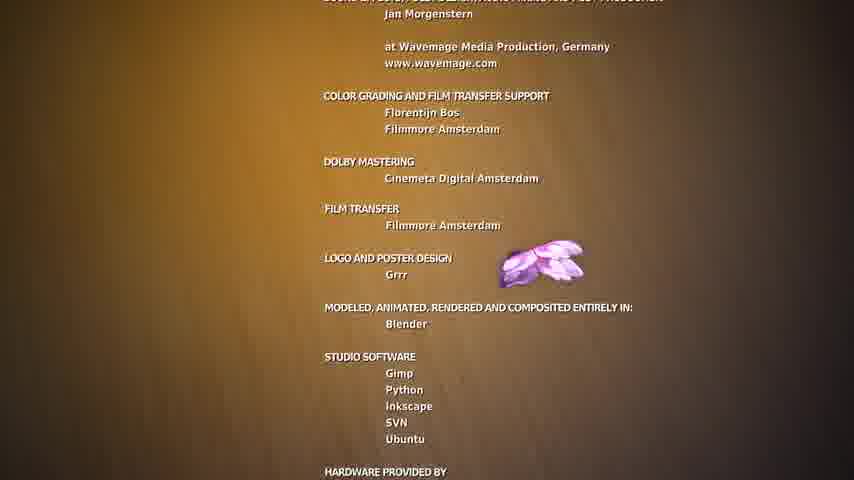 Jan Morgenstern
at Wavemage Media Production, Germany
www.wavemage.com
COLOR GRADING AND FILM TRANSFER SUPPORT
Florentijn Bos
Filmmore Amsterdam
DOLBY MASTERING
Cinemeta Digital Amsterdam
FILM TRANSFER
Filmmore Amsterdam
LOGO AND POSTER DESIGN
Grrr
MODELED, ANIMATED, RENDERED AND COMPOSITED ENTIRELY IN:
Blender
STUDIO SOFTWARE
Gimp
Python
Inkscape
SVN
Ubuntu
HARDWARE PROVIDED BY